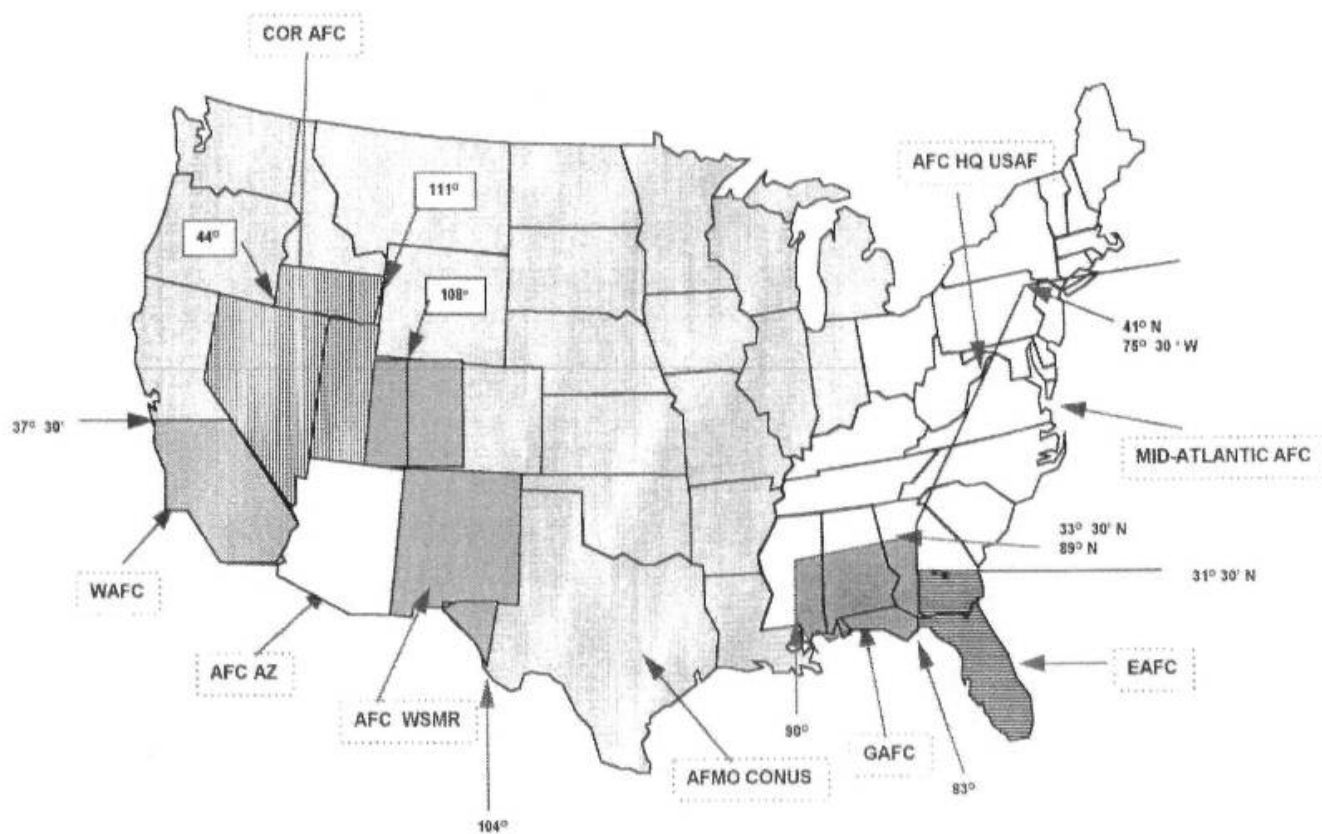 COR AFC
AFC HQ USAF
111°
44°
108°
41° N
75° 30 ' W
37° 30'
MID-ATLANTIC AFC
33° 30' N
89° N
31° 30' N
WAFC
AFC AZ
EAFC
AFC WSMR
90°
GAFC
AFMO CONUS
83°
104°